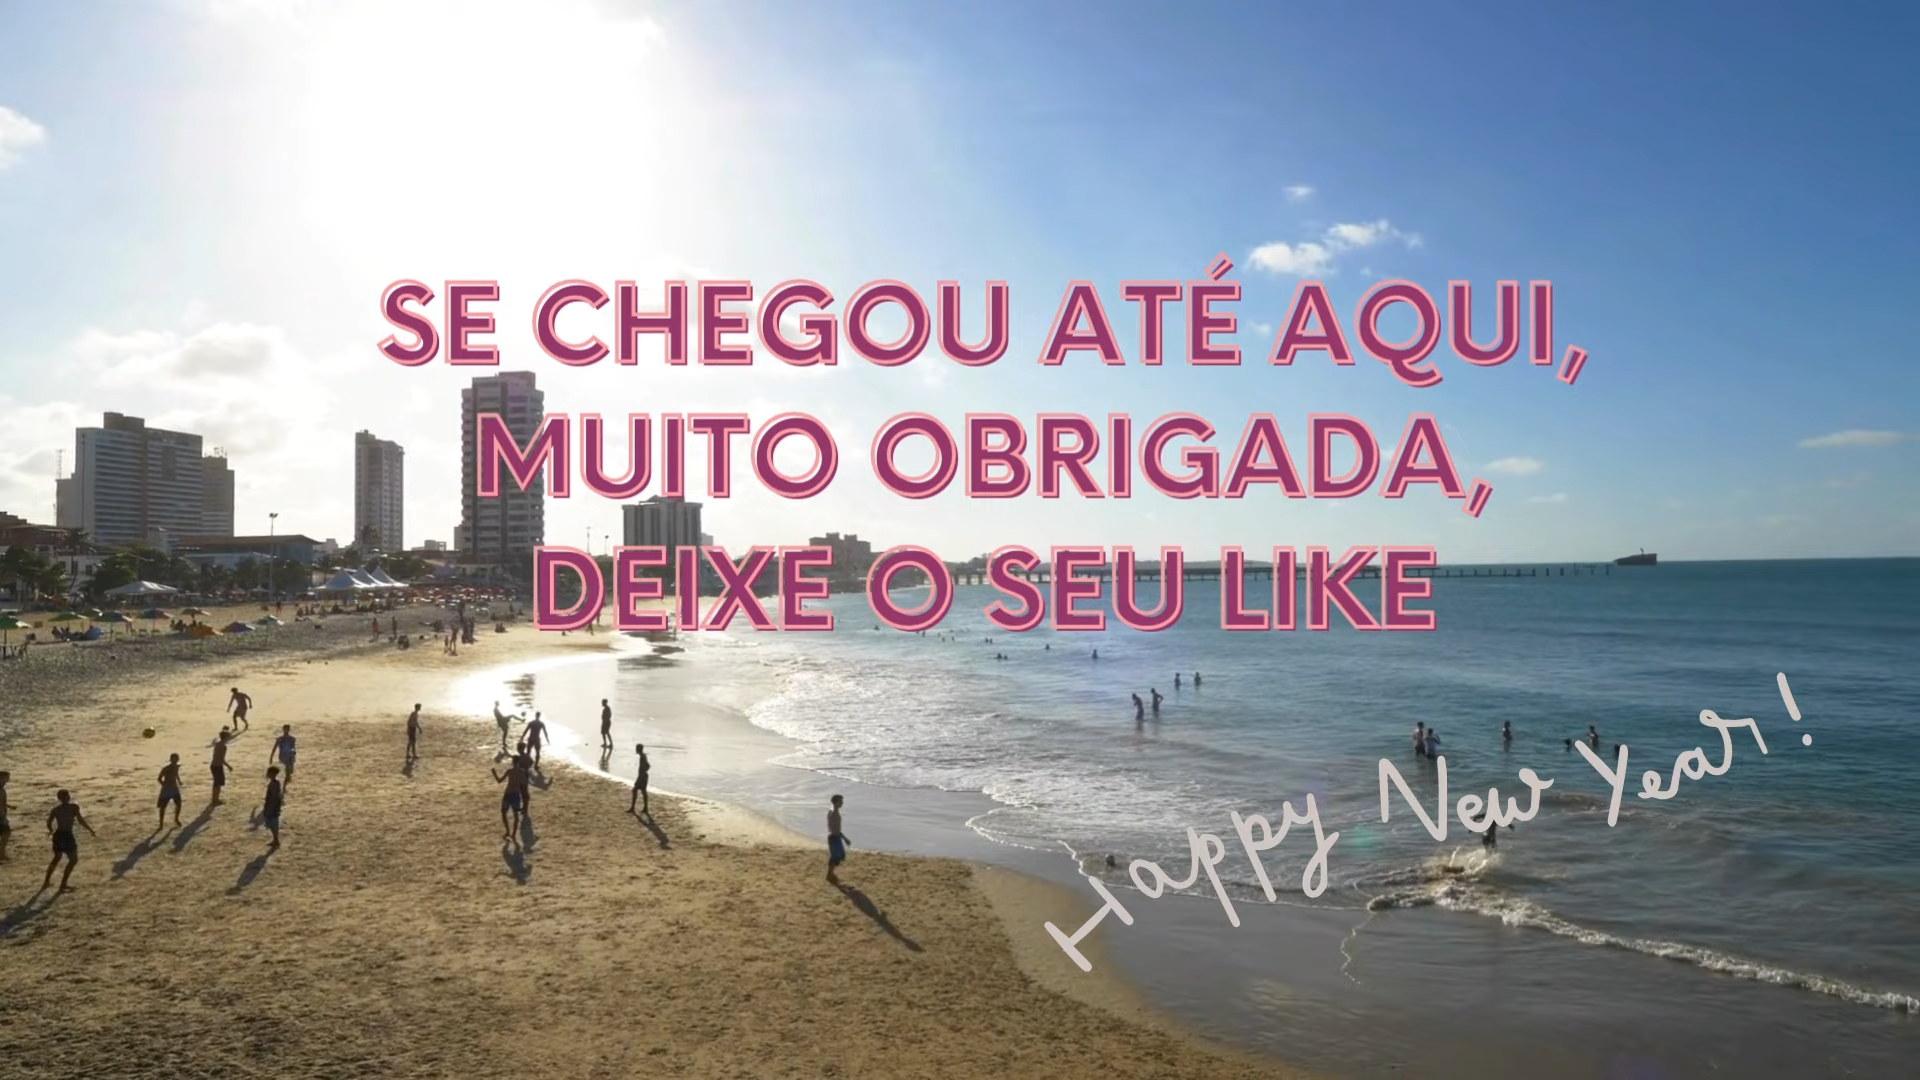 SE CHEGOU ATÉ AQUI,
MUITO OBRIGADA,
DEIXE O SEU LIKE
Happy New Year!